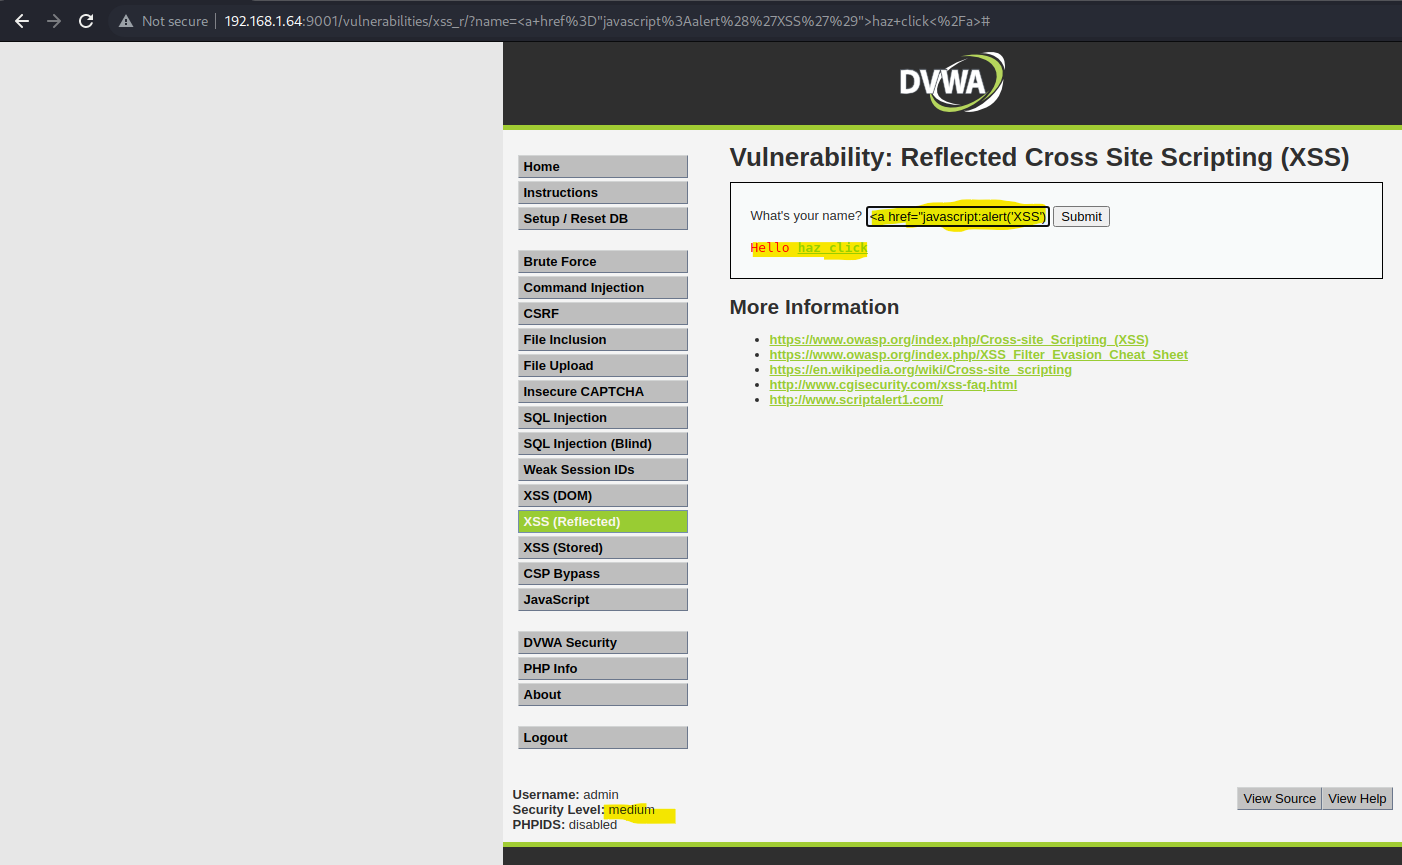 Not secure | 192.168.1.64:9001/vulnerabilities/xss_r/?name=<a+href%3D"javascript%3Aalert%28%27XSS%27%29">haz+click<%2Fa>#
DVWA
Home
Instructions
Setup / Reset DB
Brute Force
Command Injection
CSRF
File Inclusion
File Upload
Insecure CAPTCHA
SQL Injection
SQL Injection (Blind)
Weak Session IDs
XSS (DOM)
XSS (Reflected)
XSS (Stored)
CSP Bypass
JavaScript
DVWA Security
PHP Info
About
Logout
Vulnerability: Reflected Cross Site Scripting (XSS)
What's your name? <a href="javascript:alert('XSS') Submit
Hello haz click
More Information
https://www.owasp.org/index.php/Cross-site_Scripting_(XSS)
https://www.owasp.org/index.php/XSS_Filter_Evasion_Cheat_Sheet
https://en.wikipedia.org/wiki/Cross-site_scripting
http://www.cgisecurity.com/xss-faq.html
http://www.scriptalert1.com/
Username: admin
Security Level: medium
PHPIDS: disabled
View Source View Help